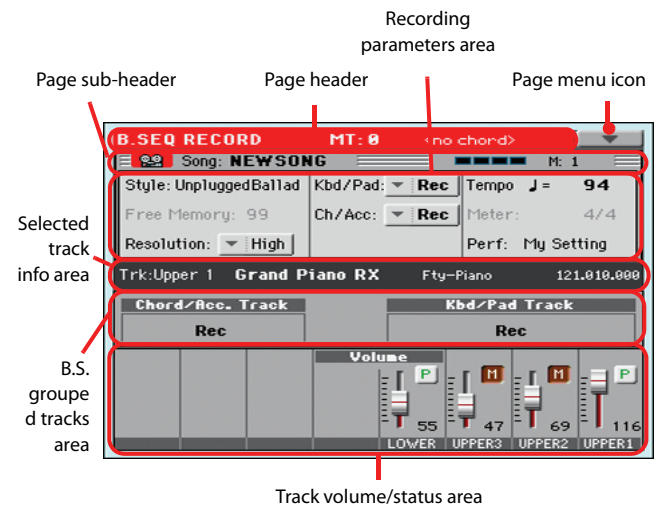 Recording
parameters area
Page sub-header
Page header
Page menu icon
B.SEQ RECORD MT: 0 <no chord>
Song: NEWSONG M: 1
Style: UnpluggedBallad Kbd/Pad: Rec Tempo ♩ = 94
Free Memory: 99 Ch/Acc: Rec Meter: 4/4
Resolution: High Perf: My Setting
Selected
track
info area
Trk:Upper 1 Grand Piano RX Fty-Piano 121.010.000
Chord/Acc. Track Kbd/Pad Track
Rec Rec
B.S.
groupe
d tracks
area
Volume
P M M P
55 47 69 116
LOWER UPPER3 UPPER2 UPPER1
Track volume/status area